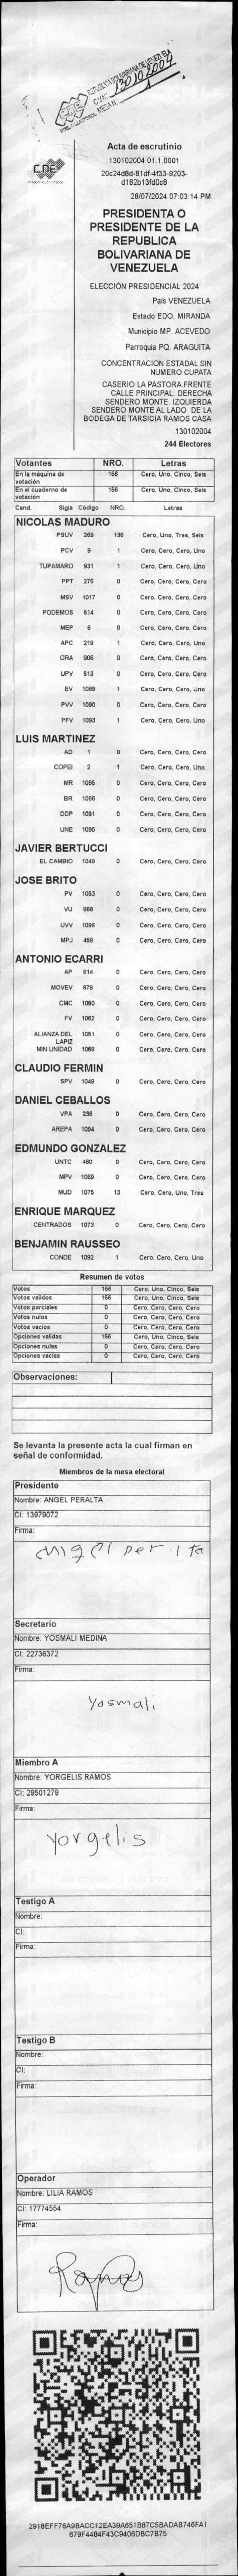 REPÚBLICA BOLIVARIANA DE VENEZUELA
130102004
CNE
Acta de escrutinio
130102004.01.1.0001
20c24d8d-81df-4f33-9203-
d182b13fd0c8
28/07/2024 07:03:14 PM
PRESIDENTA O
PRESIDENTE DE LA
REPUBLICA
BOLIVARIANA DE
VENEZUELA
ELECCIÓN PRESIDENCIAL 2024
Pais VENEZUELA
Estado EDO. MIRANDA
Municipio MP. ACEVEDO
Parroquia PQ. ARAGUITA
CONCENTRACION ESTADAL SIN
NUMERO CUPATA
CASERIO LA PASTORA FRENTE
CALLE PRINCIPAL. DERECHA
SENDERO MONTE. IZQUIERDA
SENDERO MONTE AL LADO DE LA
BODEGA DE TARSICIA RAMOS CASA
130102004
244 Electores
Votantes NRO. Letras
En la máquina de votación 156 Cero, Uno, Cinco, Seis
En el cuaderno de votación 156 Cero, Uno, Cinco, Seis
Cand. Sigla Código NRO. Letras
NICOLAS MADURO
PSUV 269 136 Cero, Uno, Tres, Seis
PCV 9 1 Cero, Cero, Cero, Uno
TUPAMARO 931 1 Cero, Cero, Cero, Uno
PPT 276 0 Cero, Cero, Cero, Cero
MSV 1017 0 Cero, Cero, Cero, Cero
PODEMOS 514 0 Cero, Cero, Cero, Cero
MEP 6 0 Cero, Cero, Cero, Cero
APC 219 1 Cero, Cero, Cero, Uno
ORA 906 0 Cero, Cero, Cero, Cero
UPV 513 0 Cero, Cero, Cero, Cero
EV 1089 1 Cero, Cero, Cero, Uno
PVV 1090 0 Cero, Cero, Cero, Cero
PFV 1093 1 Cero, Cero, Cero, Uno
LUIS MARTINEZ
AD 1 0 Cero, Cero, Cero, Cero
COPEI 2 1 Cero, Cero, Cero, Uno
MR 1065 0 Cero, Cero, Cero, Cero
BR 1066 0 Cero, Cero, Cero, Cero
DDP 1091 0 Cero, Cero, Cero, Cero
UNE 1095 0 Cero, Cero, Cero, Cero
JAVIER BERTUCCI
EL CAMBIO 1048 0 Cero, Cero, Cero, Cero
JOSE BRITO
PV 1053 0 Cero, Cero, Cero, Cero
VU 868 0 Cero, Cero, Cero, Cero
UVV 1096 0 Cero, Cero, Cero, Cero
MPJ 459 0 Cero, Cero, Cero, Cero
ANTONIO ECARRI
AP 614 0 Cero, Cero, Cero, Cero
MOVEV 879 0 Cero, Cero, Cero, Cero
CMC 1050 0 Cero, Cero, Cero, Cero
FV 1062 0 Cero, Cero, Cero, Cero
ALIANZA DEL LAPIZ 1051 0 Cero, Cero, Cero, Cero
MIN UNIDAD 1068 0 Cero, Cero, Cero, Cero
CLAUDIO FERMIN
SPV 1049 0 Cero, Cero, Cero, Cero
DANIEL CEBALLOS
VPA 236 0 Cero, Cero, Cero, Cero
AREPA 1094 0 Cero, Cero, Cero, Cero
EDMUNDO GONZALEZ
UNTC 460 0 Cero, Cero, Cero, Cero
MPV 1069 0 Cero, Cero, Cero, Cero
MUD 1075 13 Cero, Cero, Uno, Tres
ENRIQUE MARQUEZ
CENTRADOS 1073 0 Cero, Cero, Cero, Cero
BENJAMIN RAUSSEO
CONDE 1092 1 Cero, Cero, Cero, Uno
Resumen de votos
Votos 156 Cero, Uno, Cinco, Seis
Votos validos 156 Cero, Uno, Cinco, Seis
Votos parciales 0 Cero, Cero, Cero, Cero
Votos nulos 0 Cero, Cero, Cero, Cero
Votos vacios 0 Cero, Cero, Cero, Cero
Opciones validas 156 Cero, Uno, Cinco, Seis
Opciones nulas 0 Cero, Cero, Cero, Cero
Opciones vacias 0 Cero, Cero, Cero, Cero
Observaciones:
Se levanta la presente acta la cual firman en
señal de conformidad.
Miembros de la mesa electoral
Presidente
Nombre: ANGEL PERALTA
CI: 13979072
Firma:
Secretario
Nombre: YOSMALI MEDINA
CI: 22736372
Firma:
Yosmali
Miembro A
Nombre: YORGELIS RAMOS
CI: 29501279
Firma:
Yorgelis
Testigo A
Nombre:
CI:
Firma:
Testigo B
Nombre:
CI:
Firma:
Operador
Nombre: LILIA RAMOS
CI: 17774554
Firma:
Ramos
2918EFF76A9BACC12EA39A651B87C5BADAB746FA1
679F4484F43C9406DBC7B75